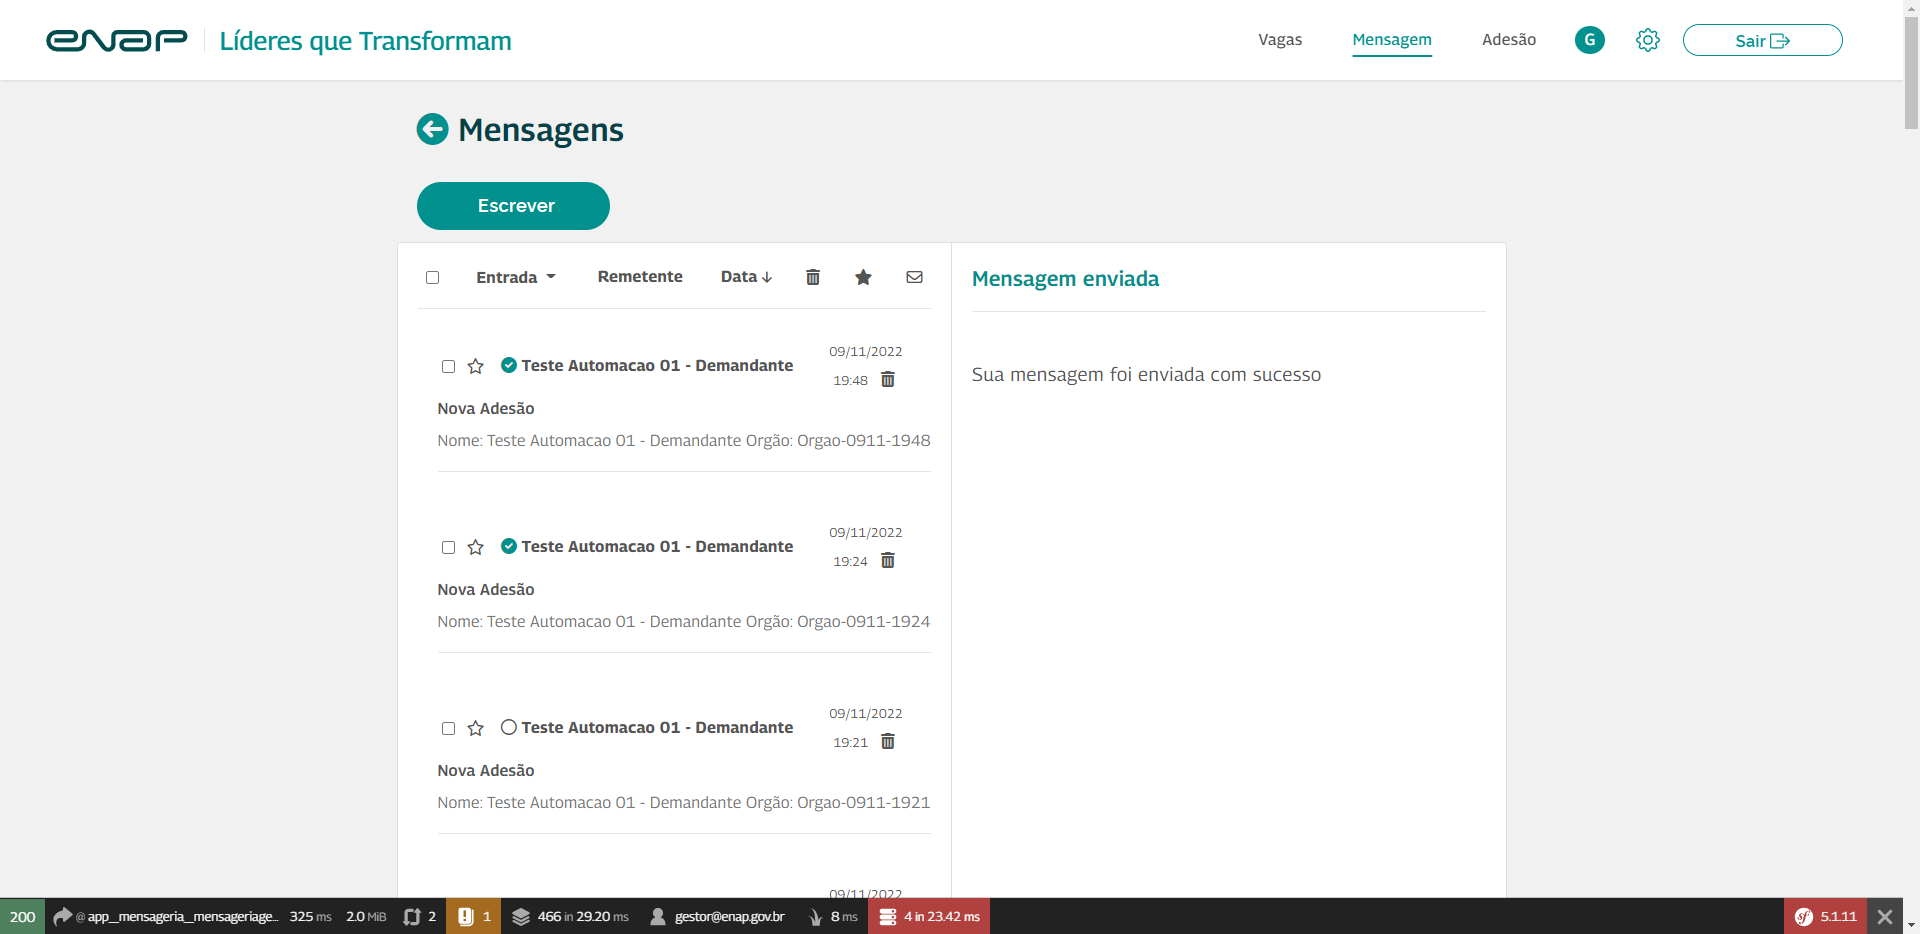 enap Líderes que Transformam Vagas Mensagem Adesão G Sair
Mensagens
Escrever
Entrada Remetente Data
Mensagem enviada
Sua mensagem foi enviada com sucesso
Teste Automacao 01 - Demandante 09/11/2022 19:48
Nova Adesão
Nome: Teste Automacao 01 - Demandante Orgão: Orgao-0911-1948
Teste Automacao 01 - Demandante 09/11/2022 19:24
Nova Adesão
Nome: Teste Automacao 01 - Demandante Orgão: Orgao-0911-1924
Teste Automacao 01 - Demandante 09/11/2022 19:21
Nova Adesão
Nome: Teste Automacao 01 - Demandante Orgão: Orgao-0911-1921
09/11/2022
200 @ app_mensageria_mensageriage... 325 ms 2.0 MiB 2 1 466 in 29.20 ms gestor@enap.gov.br 8 ms 4 in 23.42 ms sf 5.1.11